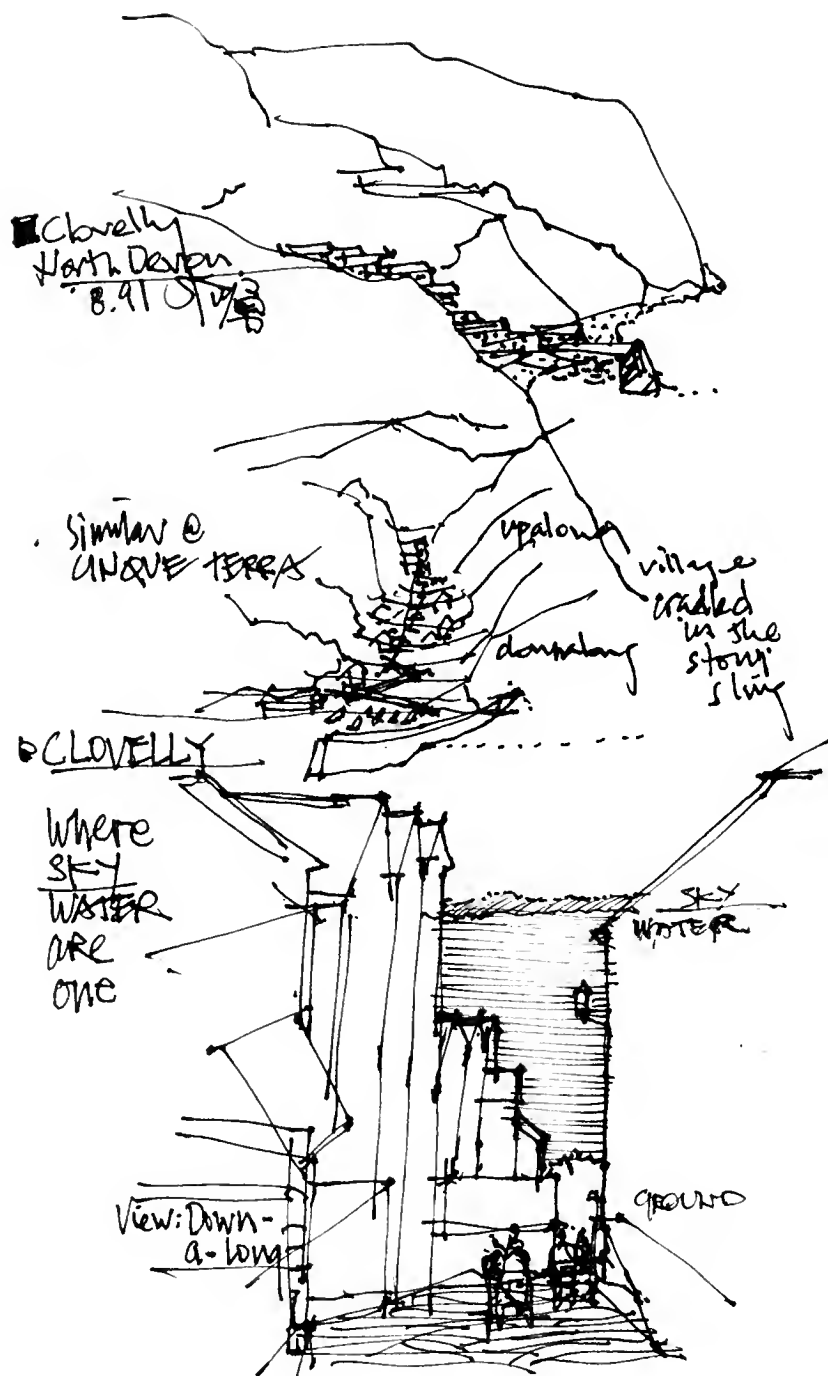 Clovelly
North Devon
8.91
Similar @
UNQUE TERRA
upalong
village
cradled
in the
stony
sling
downalong
CLOVELLY
Where
SKY
WATER
are
one
SKY
WATER
View: Down-
a-long
GROUND